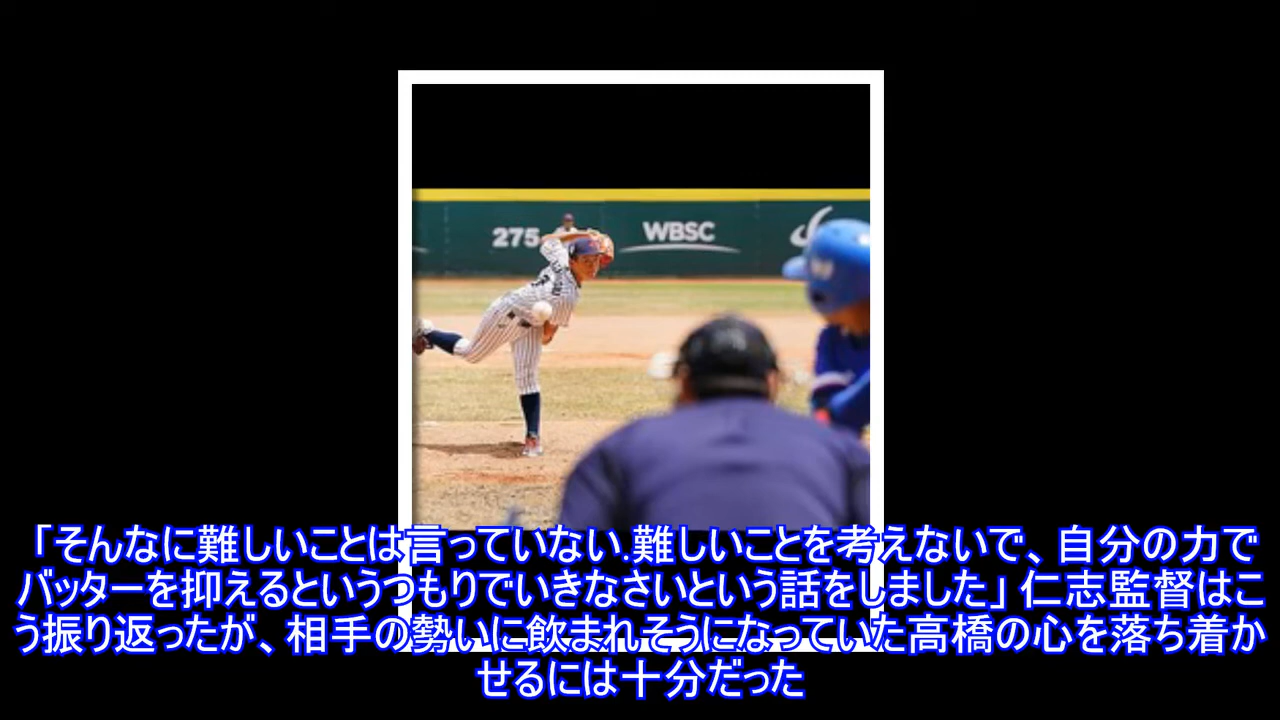 275
WBSC
「そんなに難しいことは言っていない.難しいことを考えないで、自分の力で
バッターを抑えるというつもりでいきなさいという話をしました」仁志監督はこ
う振り返ったが、相手の勢いに飲まれそうになっていた高橋の心を落ち着か
せるには十分だった